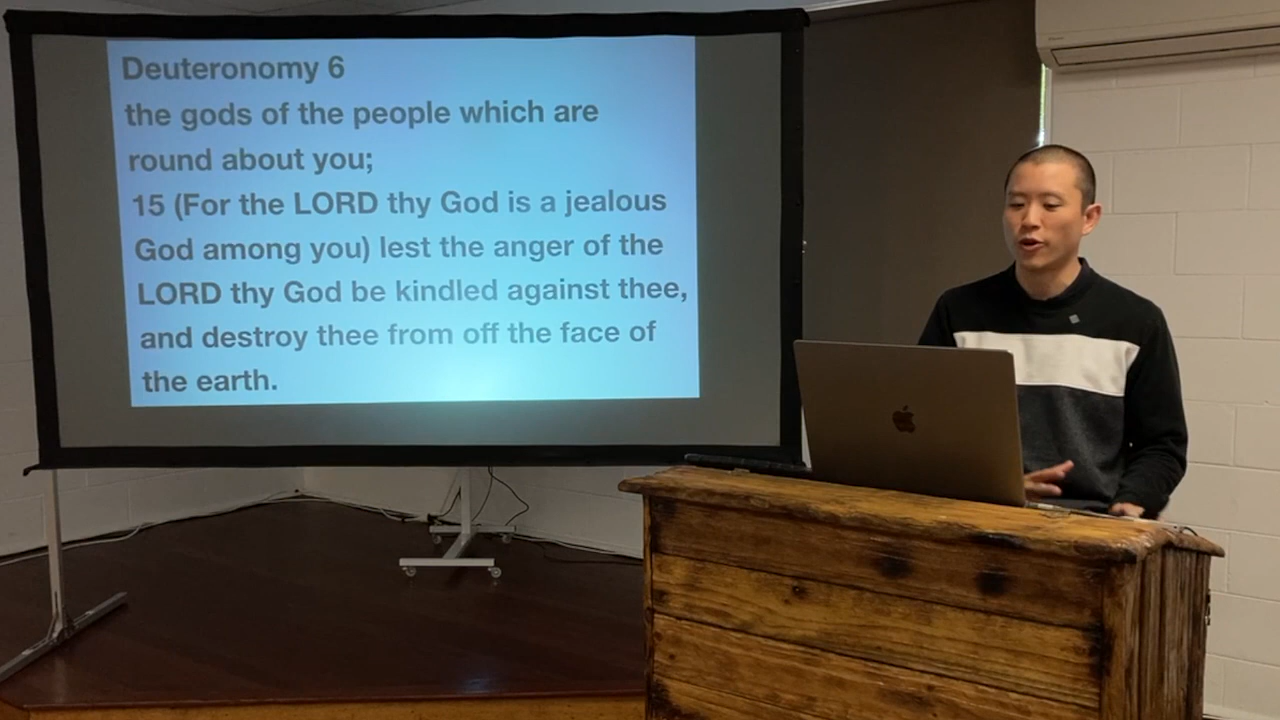 Deuteronomy 6
the gods of the people which are
round about you;
15 (For the LORD thy God is a jealous
God among you) lest the anger of the
LORD thy God be kindled against thee,
and destroy thee from off the face of
the earth.